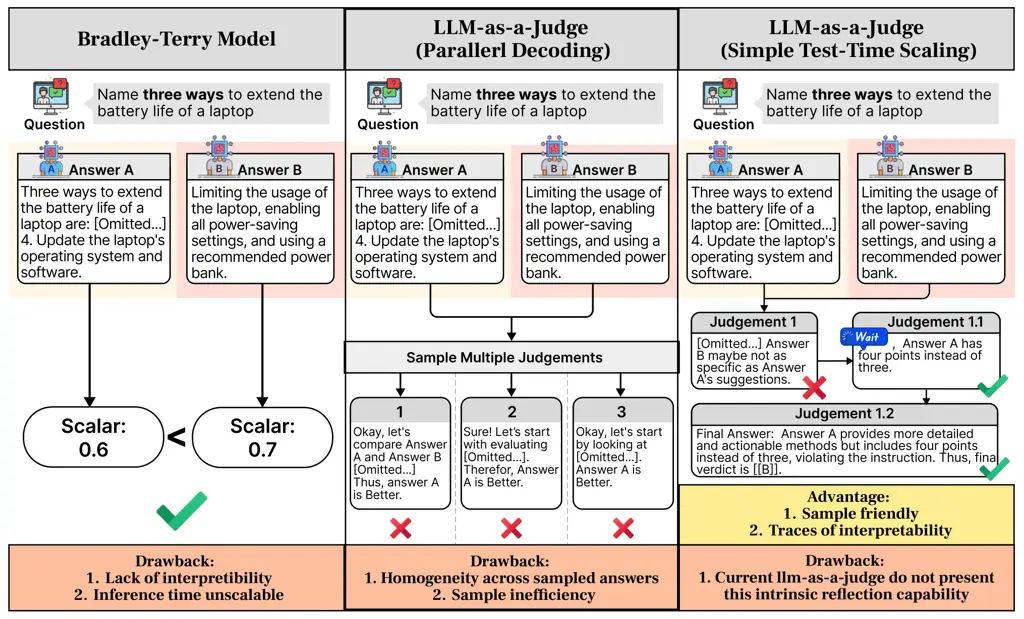 Bradley-Terry Model
Question
Name three ways to extend the
battery life of a laptop
A
Answer A
Three ways to extend
the battery life of a
laptop are: [Omitted...]
4. Update the laptop's
operating system and
software.
B
Answer B
Limiting the usage of
the laptop, enabling
all power-saving
settings, and using a
recommended power
bank.
Scalar:
0.6
<
Scalar:
0.7
Drawback:
1. Lack of interpretibility
2. Inference time unscalable
LLM-as-a-Judge
(Parallerl Decoding)
Question
Name three ways to extend the
battery life of a laptop
A
Answer A
Three ways to extend
the battery life of a
laptop are: [Omitted...]
4. Update the laptop's
operating system and
software.
B
Answer B
Limiting the usage of
the laptop, enabling
all power-saving
settings, and using a
recommended power
bank.
Sample Multiple Judgements
1
Okay, let's
compare Answer
A and Answer B
[Omitted...]
Thus, answer A
is Better.
2
Sure! Let's start
with evaluating
[Omitted...].
Therefor, Answer
A is Better.
3
Okay, let's start
by looking at
[Omitted...].
Answer A is
Better.
Drawback:
1. Homogeneity across sampled answers
2. Sample inefficiency
LLM-as-a-Judge
(Simple Test-Time Scaling)
Question
Name three ways to extend the
battery life of a laptop
A
Answer A
Three ways to extend
the battery life of a
laptop are: [Omitted...]
4. Update the laptop's
operating system and
software.
B
Answer B
Limiting the usage of
the laptop, enabling
all power-saving
settings, and using a
recommended power
bank.
Judgement 1
[Omitted...] Answer
B maybe not as
specific as Answer
A's suggestions.
Judgement 1.1
Wait, Answer A has
four points instead of
three.
Judgement 1.2
Final Answer: Answer A provides more detailed
and actionable methods but includes four points
instead of three, violating the instruction. Thus, final
verdict is [[B]].
Advantage:
1. Sample friendly
2. Traces of interpretability
Drawback:
1. Current llm-as-a-judge do not present
this intrinsic reflection capability